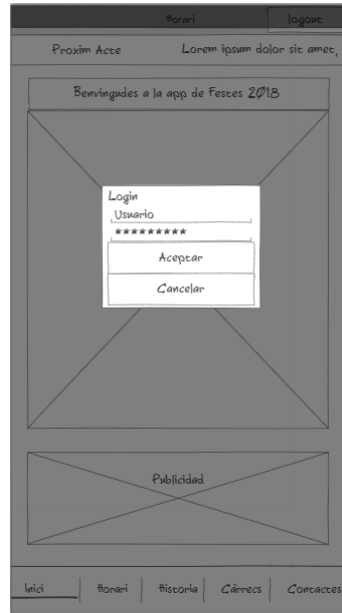 Horari logout
Proxim Acte Lorem ipsum dolor sit amet,
Benvingudes a la app de Festes 2018
Login
Usuario
*********
Aceptar
Cancelar
Publicidad
Inici Horari Historia Càrrecs Contactes